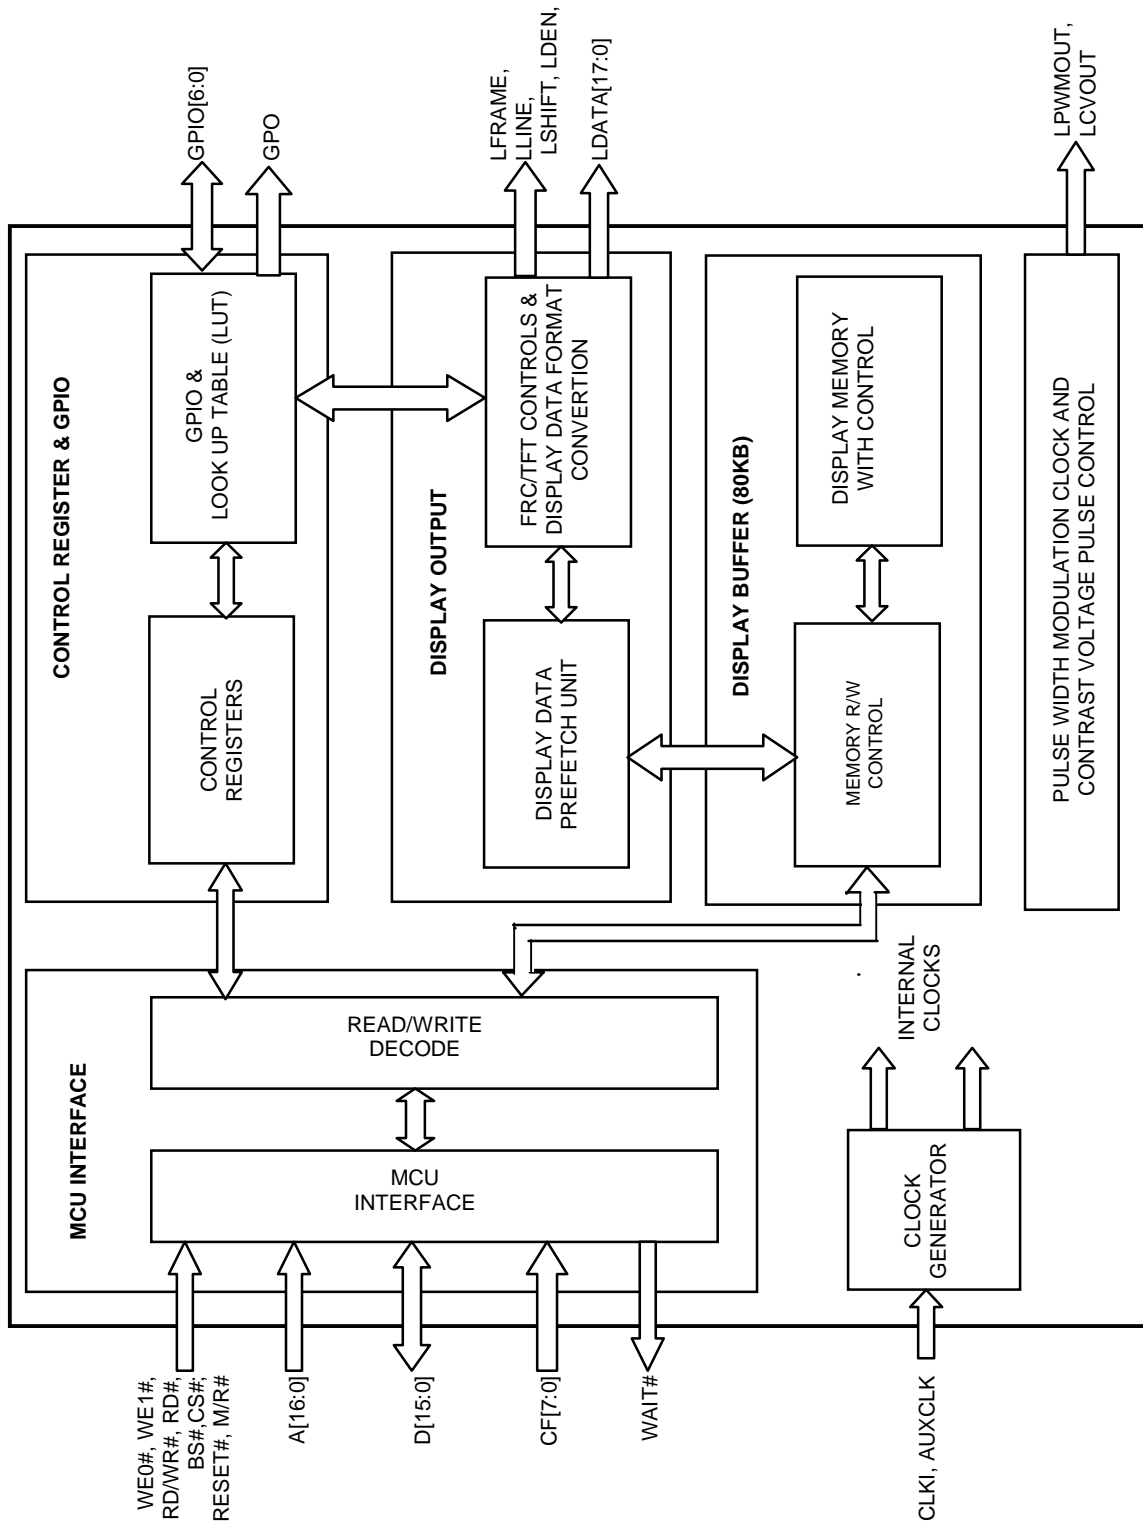 WE0#, WE1#,
RD/WR#, RD#,
BS#,CS#,
RESET#, M/R#
A[16:0]
D[15:0]
CF[7:0]
WAIT#
CLKI, AUXCLK
MCU INTERFACE
MCU
INTERFACE
READ/WRITE
DECODE
CLOCK
GENERATOR
INTERNAL
CLOCKS
CONTROL REGISTER & GPIO
CONTROL
REGISTERS
GPIO &
LOOK UP TABLE (LUT)
DISPLAY OUTPUT
DISPLAY DATA
PREFETCH UNIT
FRC/TFT CONTROLS &
DISPLAY DATA FORMAT
CONVERTION
DISPLAY BUFFER (80KB)
MEMORY R/W
CONTROL
DISPLAY MEMORY
WITH CONTROL
PULSE WIDTH MODULATION CLOCK AND
CONTRAST VOLTAGE PULSE CONTROL
GPIO[6:0]
GPO
LFRAME,
LLINE,
LSHIFT, LDEN
LDATA[17:0]
LPWMOUT,
LCVOUT